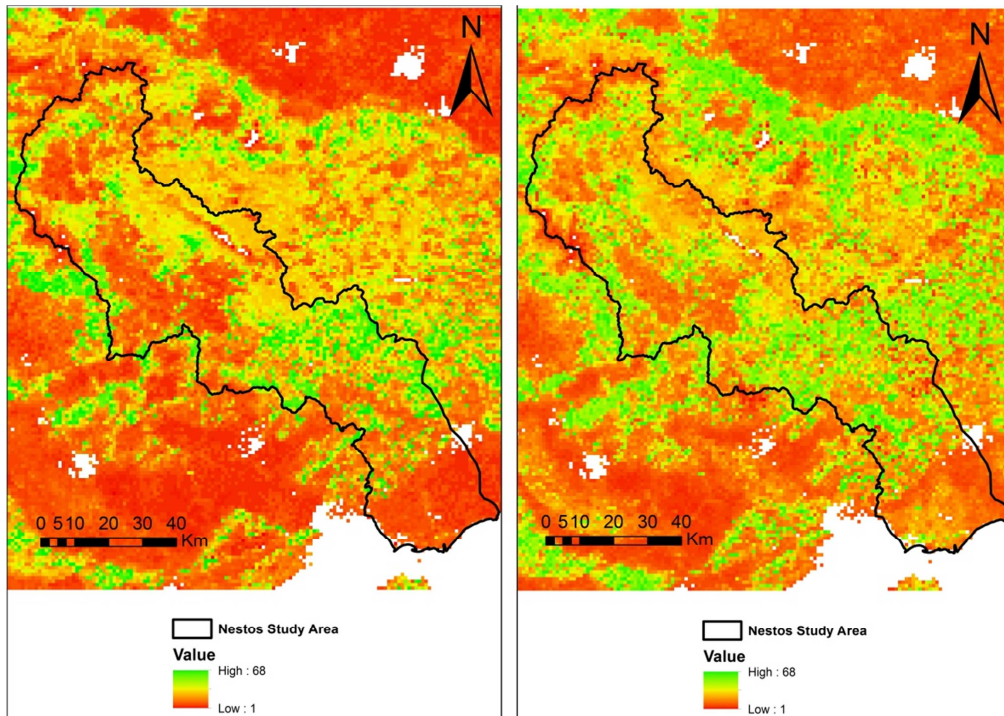 N
0 5 10 20 30 40
Km
Nestos Study Area
Value
High : 68
Low : 1
N
0 5 10 20 30 40
Km
Nestos Study Area
Value
High : 68
Low : 1